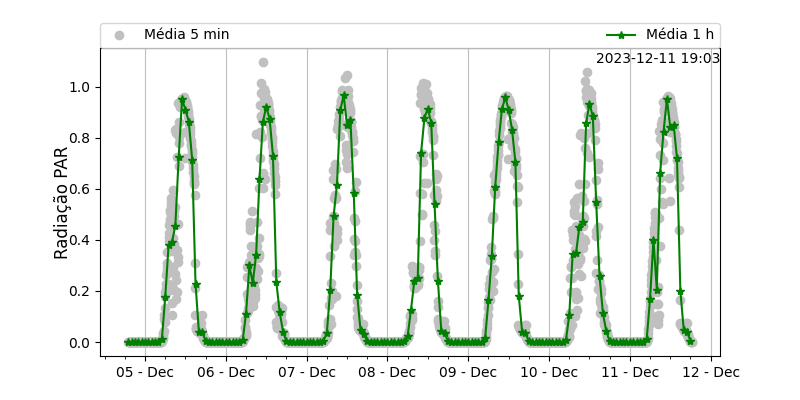 Média 5 min
Média 1 h
2023-12-11 19:03
Radiação PAR
1.0
0.8
0.6
0.4
0.2
0.0
05 - Dec
06 - Dec
07 - Dec
08 - Dec
09 - Dec
10 - Dec
11 - Dec
12 - Dec